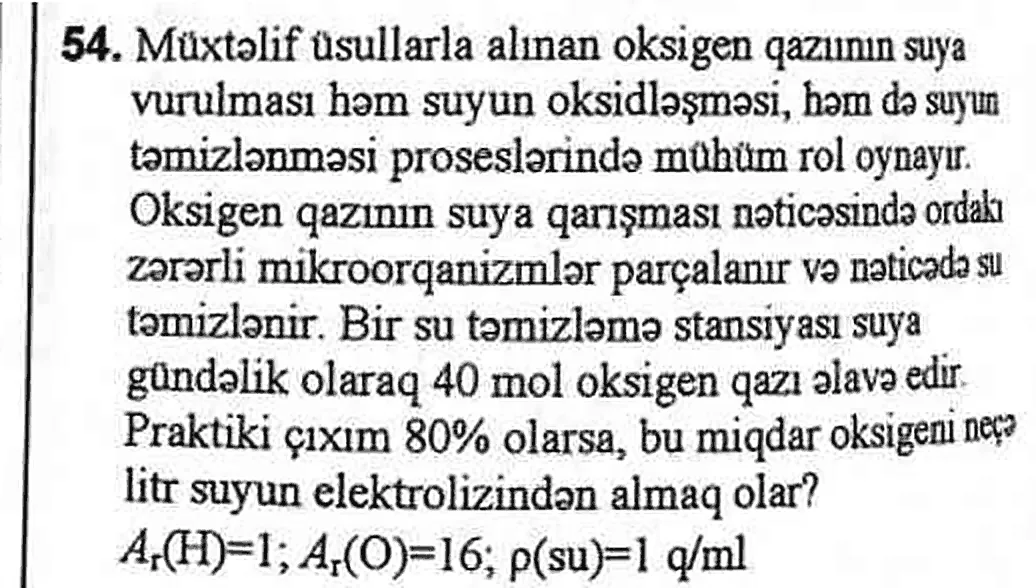 54. Müxtəlif üsullarla alınan oksigen qazıının suya
vurulması həm suyun oksidləşməsi, həm də suyun
təmizlənməsi proseslərində mühüm rol oynayır.
Oksigen qazının suya qarışması nəticəsində ordakı
zərərli mikroorqanizmlər parçalanır və nəticədə su
təmizlənir. Bir su təmizləmə stansiyası suya
gündəlik olaraq 40 mol oksigen qazı əlavə edir.
Praktiki çıxım 80% olarsa, bu miqdar oksigeni neçə
litr suyun elektrolizindən almaq olar?
Aᵣ(H)=1; Aᵣ(O)=16; ρ(su)=1 q/ml